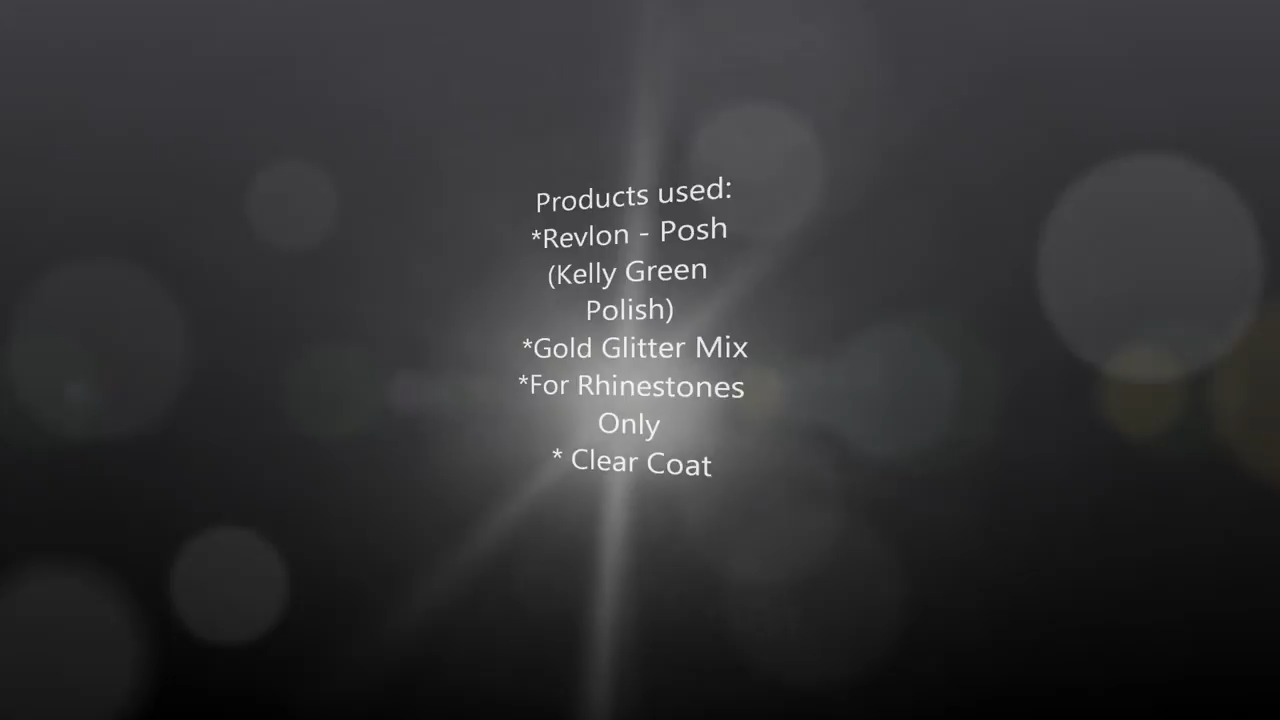 Products used:
*Revlon - Posh
(Kelly Green
Polish)
*Gold Glitter Mix
*For Rhinestones
Only
* Clear Coat